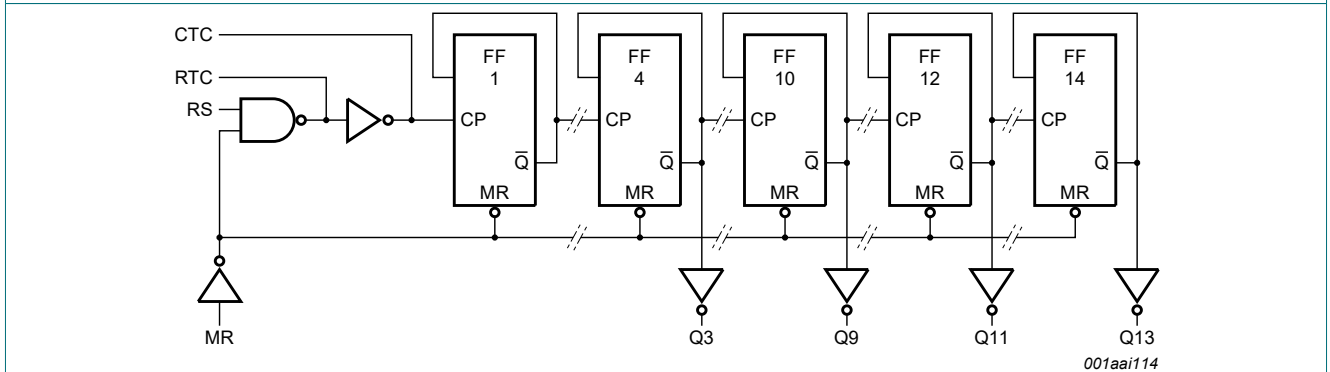 CTC
RTC
RS
FF
1
CP
Q̅
MR
FF
4
CP
Q̅
MR
FF
10
CP
Q̅
MR
FF
12
CP
Q̅
MR
FF
14
CP
Q̅
MR
MR
Q3
Q9
Q11
Q13
001aai114